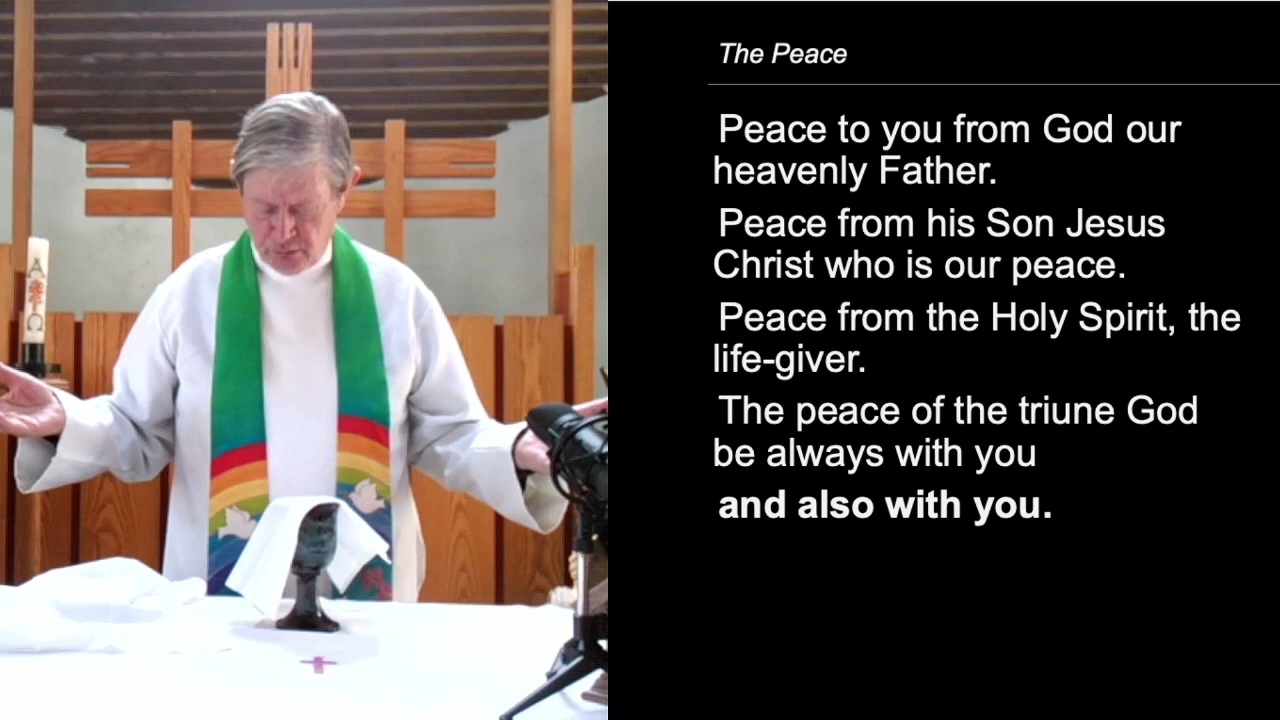 The Peace
Peace to you from God our
heavenly Father.
Peace from his Son Jesus
Christ who is our peace.
Peace from the Holy Spirit, the
life-giver.
The peace of the triune God
be always with you
and also with you.
Α
Ω